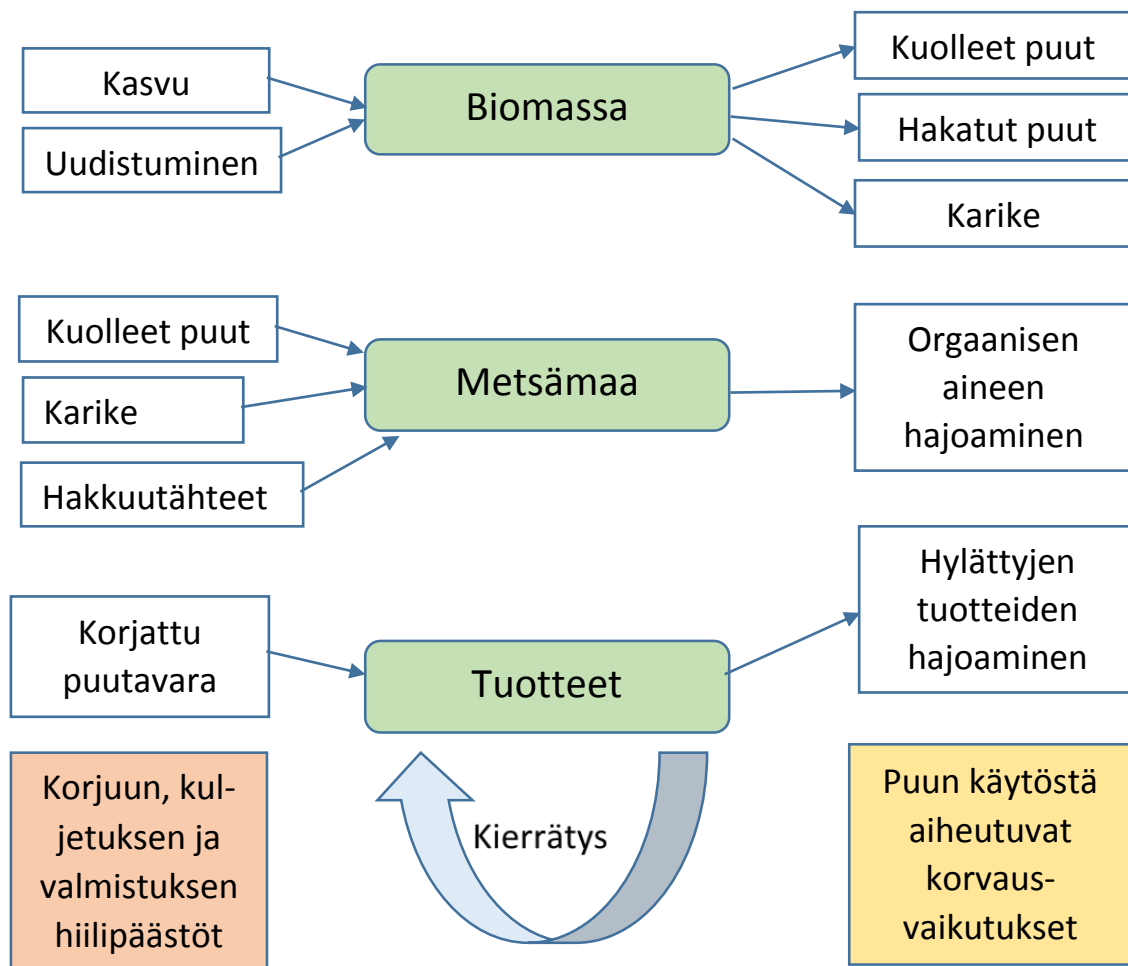 Kasvu
Uudistuminen
Biomassa
Kuolleet puut
Hakatut puut
Karike
Kuolleet puut
Karike
Hakkuutähteet
Metsämaa
Orgaanisen
aineen
hajoaminen
Korjattu
puutavara
Tuotteet
Hylättyjen
tuotteiden
hajoaminen
Korjuun, kul-
jetuksen ja
valmistuksen
hiilipäästöt
Kierrätys
Puun käytöstä
aiheutuvat
korvaus-
vaikutukset